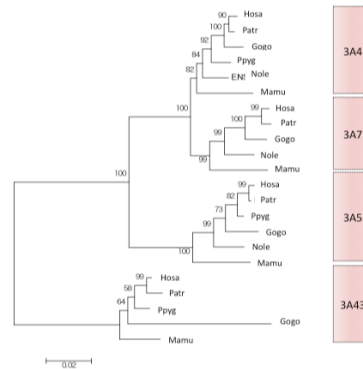 90 Hosa
100 Patr
92 Gogo
84 Ppyg
82 ENS Nole
Mamu
3A4
100
99 Hosa
100 Patr
99 Gogo
Nole
99 Mamu
3A7
100
99 Hosa
82 Patr
73 Ppyg
99 Gogo
Nole
100 Mamu
3A5
99 Hosa
58 Patr
64 Ppyg
Gogo
Mamu
3A43
0.02